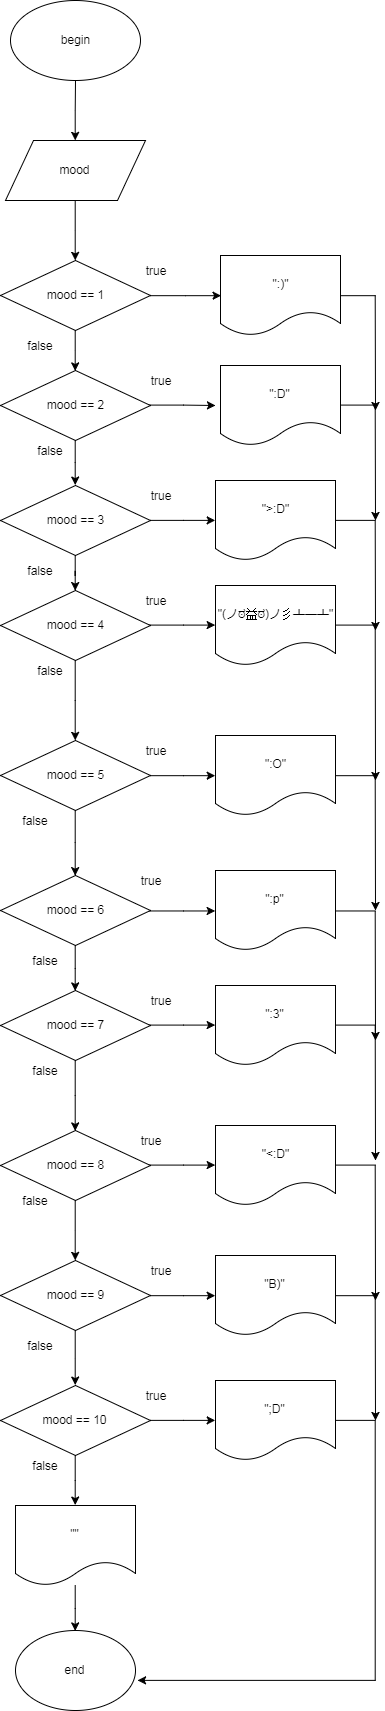 begin
mood
true
":)"
mood == 1
false
true
":D"
mood == 2
false
true
">:D"
mood == 3
false
true
"(ノಠ益ಠ)ノ彡┻━┻"
mood == 4
false
true
":O"
mood == 5
false
true
":p"
mood == 6
false
true
":3"
mood == 7
false
true
"<:D"
mood == 8
false
true
"B)"
mood == 9
false
true
";D"
mood == 10
false
""
end